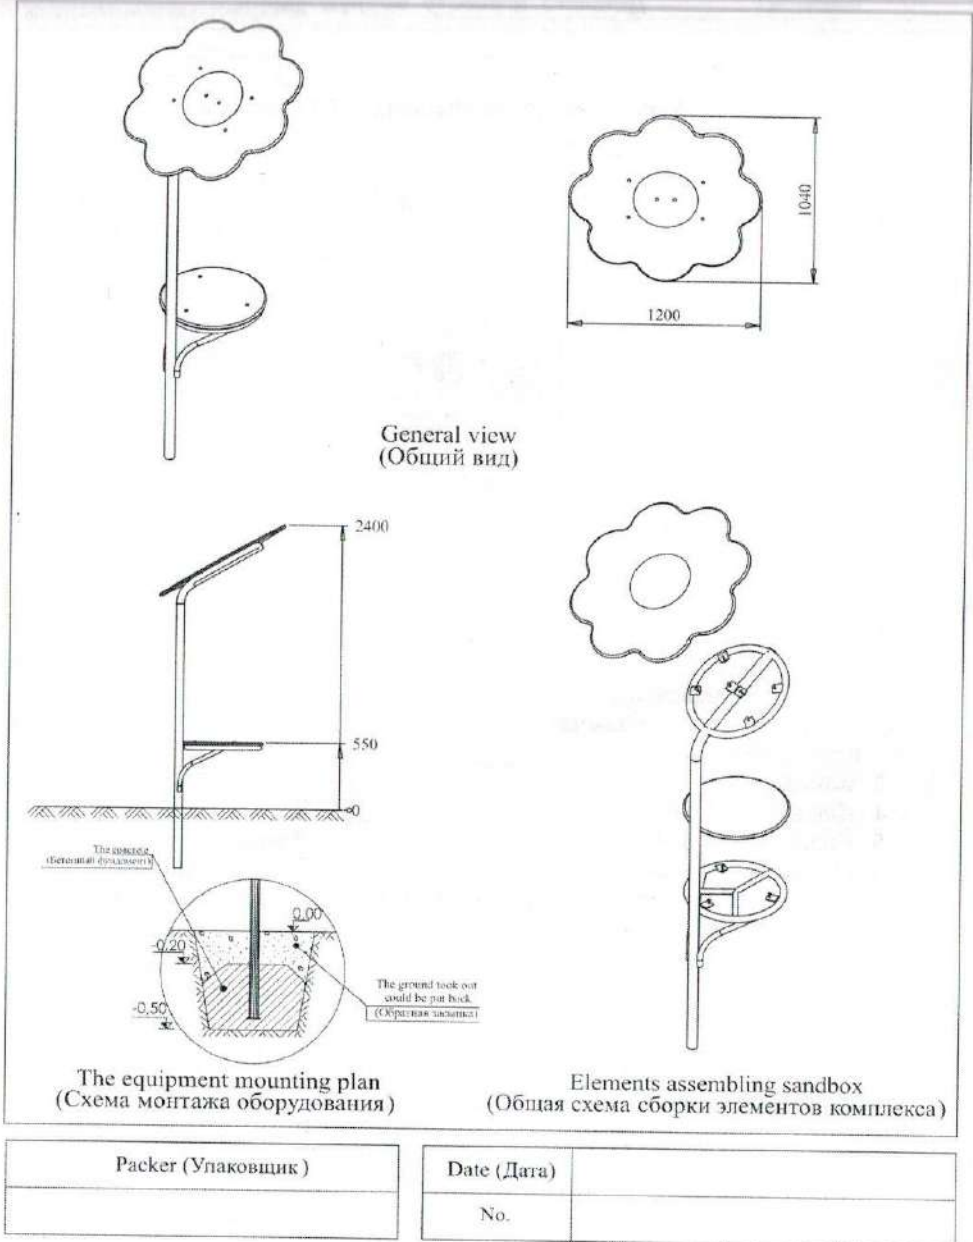 1040
1200
General view
(Общий вид)
2400
550
0
The concrete
(Бетонный фундамент)
0,00
-0,20
-0,50
The ground took out
could be put back
(Обратная засыпка)
The equipment mounting plan
(Схема монтажа оборудования)
Elements assembling sandbox
(Общая схема сборки элементов комплекса)
Packer (Упаковщик)
Date (Дата)
No.